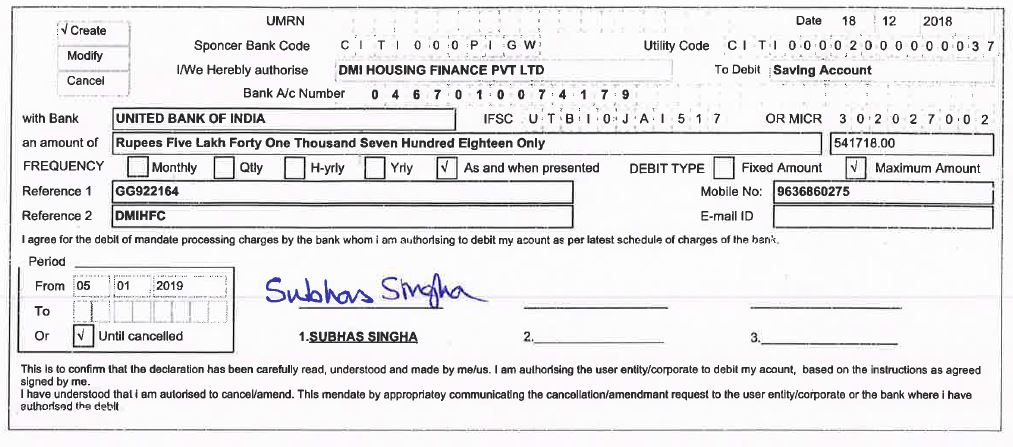 √ Create
Modify
Cancel
UMRN
Date 18 12 2018
Sponcer Bank Code C I T I 0 0 0 P I G W
Utility Code C I T I 0 0 0 0 2 0 0 0 0 0 0 0 3 7
I/We Hereby authorise DMI HOUSING FINANCE PVT LTD
To Debit Saving Account
Bank A/c Number 0 4 6 7 0 1 0 0 7 4 1 7 9
with Bank UNITED BANK OF INDIA IFSC U T B I 0 J A I 5 1 7 OR MICR 3 0 2 0 2 7 0 0 2
an amount of Rupees Five Lakh Forty One Thousand Seven Hundred Eighteen Only 541718.00
FREQUENCY Monthly Qtly H-yrly Yrly √ As and when presented DEBIT TYPE Fixed Amount √ Maximum Amount
Reference 1 GG922164 Mobile No: 9636860275
Reference 2 DMIHFC E-mail ID
I agree for the debit of mandate processing charges by the bank whom i am authorising to debit my acount as per latest schedule of charges of the bank.
Period
From 05 01 2019
To
Or √ Until cancelled
Subhas Singha
1.SUBHAS SINGHA 2. 3.
This is to confirm that the declaration has been carefully read, understood and made by me/us. I am authorising the user entity/corporate to debit my acount, based on the instructions as agreed
signed by me.
I have understood that i am autorised to cancel/amend. This mendate by appropriatey communicating the cancellation/amendmant request to the user entity/corporate or the bank where i have
authorised the debit